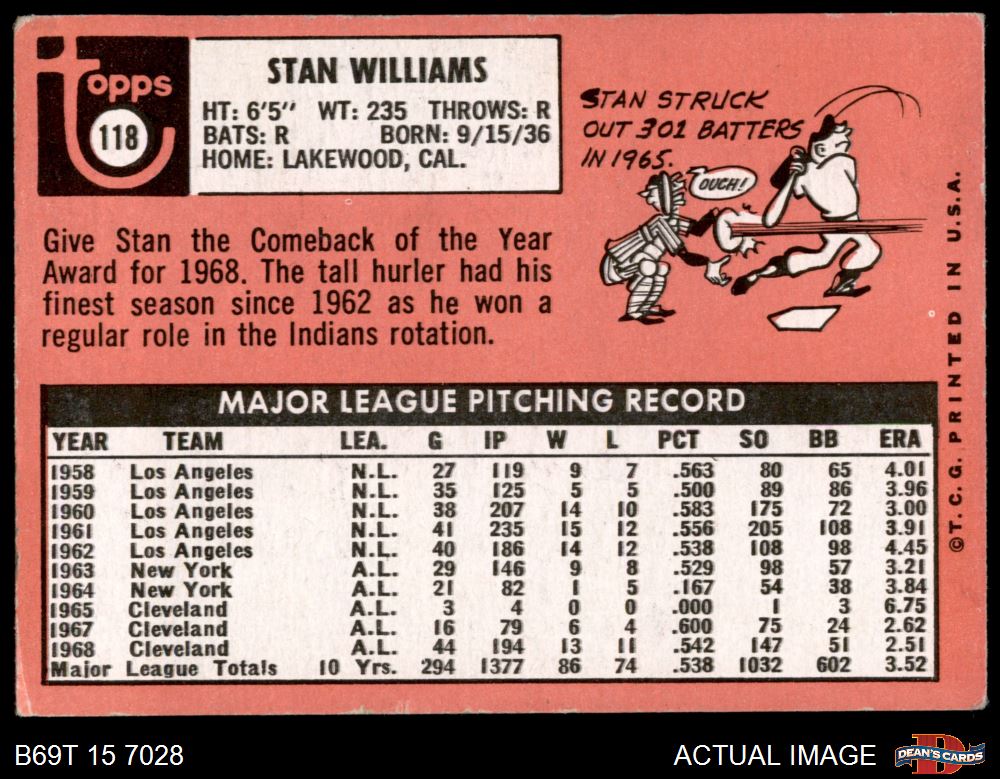 Topps
118
STAN WILLIAMS
HT: 6'5" WT: 235 THROWS: R
BATS: R BORN: 9/15/36
HOME: LAKEWOOD, CAL.
STAN STRUCK
OUT 301 BATTERS
IN 1965.
OUCH!
Give Stan the Comeback of the Year
Award for 1968. The tall hurler had his
finest season since 1962 as he won a
regular role in the Indians rotation.
MAJOR LEAGUE PITCHING RECORD
YEAR TEAM LEA. G IP W L PCT SO BB ERA
1958 Los Angeles N.L. 27 119 9 7 .563 80 65 4.01
1959 Los Angeles N.L. 35 125 5 5 .500 89 86 3.96
1960 Los Angeles N.L. 38 207 14 10 .583 175 72 3.00
1961 Los Angeles N.L. 41 235 15 12 .556 205 108 3.91
1962 Los Angeles N.L. 40 186 14 12 .538 108 98 4.45
1963 New York A.L. 29 146 9 8 .529 98 57 3.21
1964 New York A.L. 21 82 1 5 .167 54 38 3.84
1965 Cleveland A.L. 3 4 0 0 .000 1 3 6.75
1967 Cleveland A.L. 16 79 6 4 .600 75 24 2.62
1968 Cleveland A.L. 44 194 13 11 .542 147 51 2.51
Major League Totals 10 Yrs. 294 1377 86 74 .538 1032 602 3.52
©T.C.G. PRINTED IN U.S.A.
B69T 15 7028
ACTUAL IMAGE
D
DEAN'S CARDS